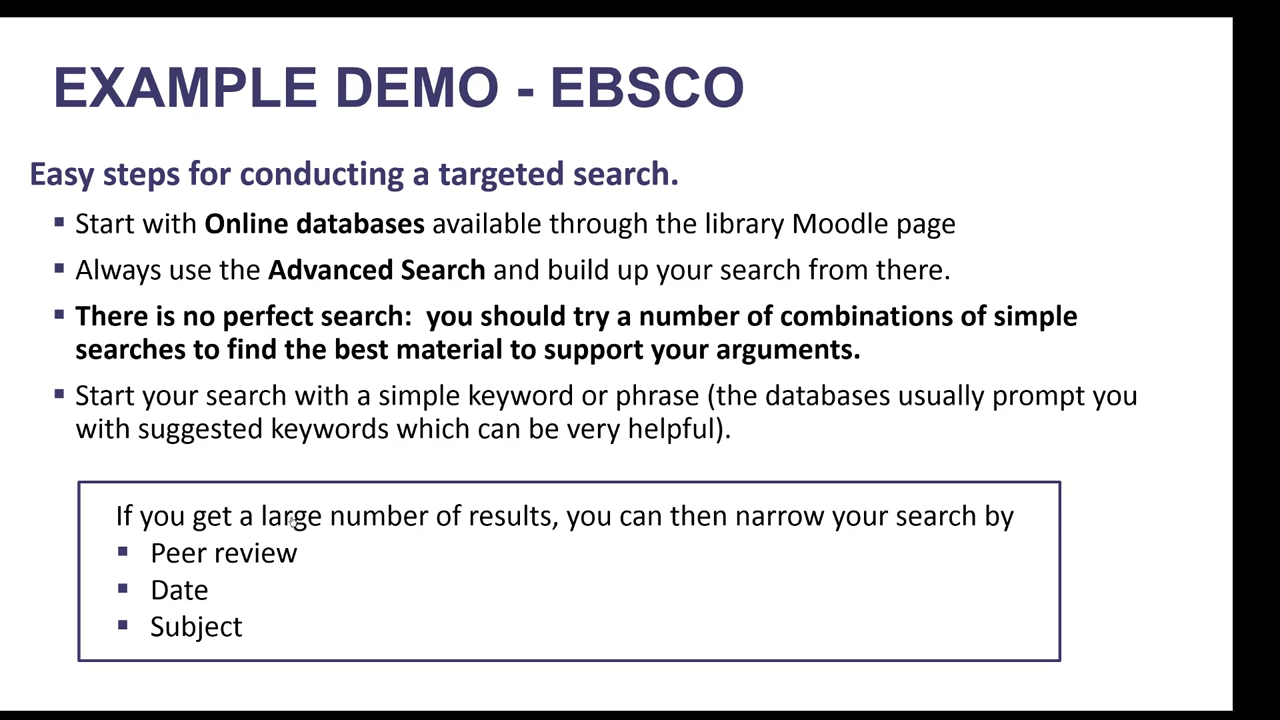 EXAMPLE DEMO - EBSCO
Easy steps for conducting a targeted search.
▪ Start with Online databases available through the library Moodle page
▪ Always use the Advanced Search and build up your search from there.
▪ There is no perfect search:  you should try a number of combinations of simple
searches to find the best material to support your arguments.
▪ Start your search with a simple keyword or phrase (the databases usually prompt you
with suggested keywords which can be very helpful).
If you get a large number of results, you can then narrow your search by
▪ Peer review
▪ Date
▪ Subject